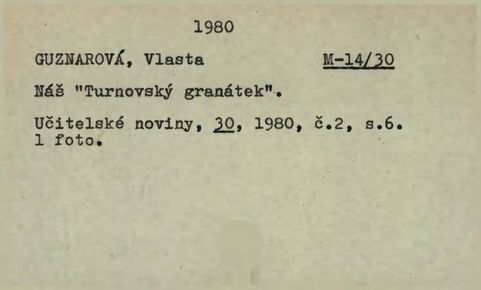 1980
GUZNAROVÁ, Vlasta M-14/30
Náš "Turnovský granátek".
Učitelské noviny, 30, 1980, č.2, s.6.
1 foto.